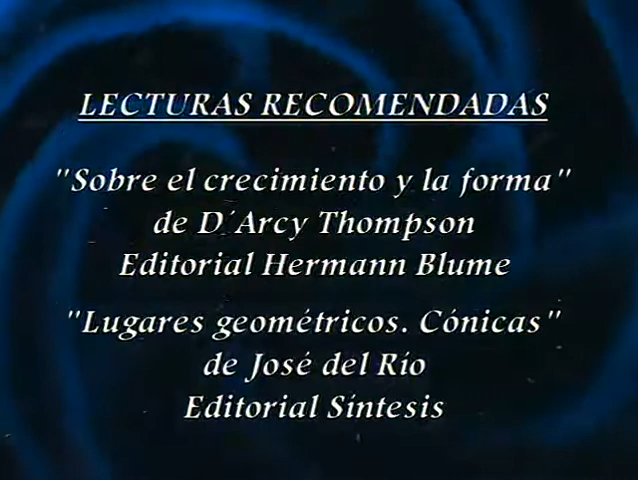 LECTURAS RECOMENDADAS
"Sobre el crecimiento y la forma"
de D´Arcy Thompson
Editorial Hermann Blume
"Lugares geométricos. Cónicas"
de José del Río
Editorial Síntesis